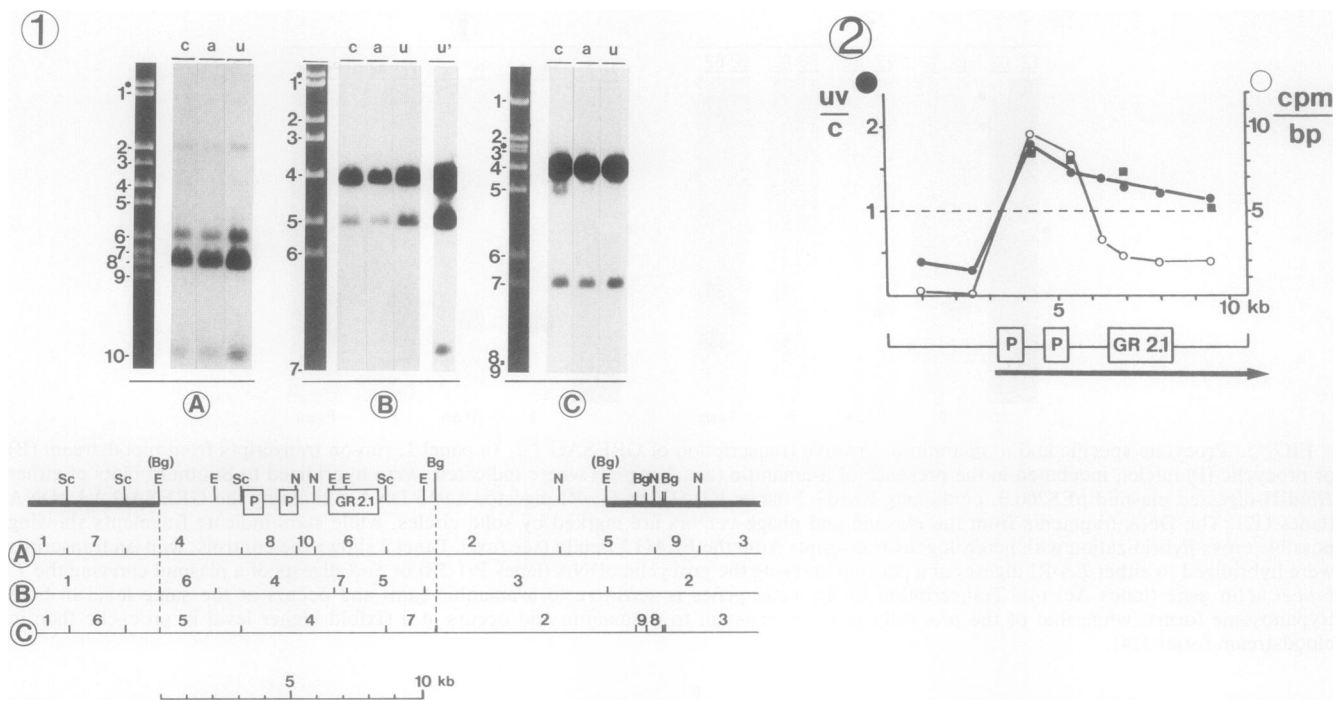 1
c a u
c a u u'
c a u
1-
2-
3-
4-
5-
6-
7-
8-
9-
10-
1-
2-
3-
4-
5-
6-
7-
1-
2-
3-
4-
5-
6-
7-
8-
9-
A
B
C
2
uv/c
cpm/bp
2
1
10
5
5 10 kb
P P GR 2.1
(Bg) Bg (Bg)
Sc Sc E E Sc E N E E Sc E N E BgN Bg N
P P GR 2.1
A 1 7 4 8 10 6 5 2 5 9 3
B 1 6 4 7 5 3 2
C 1 6 5 4 7 2 9 8 3
5 10 kb